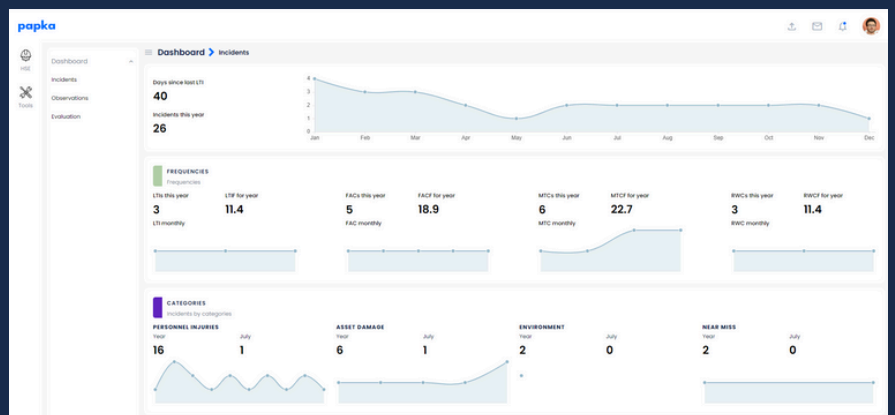 papka
HSE
Tools
Dashboard
Incidents
Observations
Evaluation
Dashboard Incidents
Days since last LTI
40
Incidents this year
26
4
3
2
1
0
Jan Feb Mar Apr May Jun Jul Aug Sep Oct Nov Dec
FREQUENCIES
Frequencies
LTIs this year LTIF for year FACs this year FACF for year MTCs this year MTCF for year RWCs this year RWCF for year
3 11.4 5 18.9 6 22.7 3 11.4
LTI monthly FAC monthly MTC monthly RWC monthly
CATEGORIES
Incidents by categories
PERSONNEL INJURIES ASSET DAMAGE ENVIRONMENT NEAR MISS
Year July Year July Year July Year July
16 1 6 1 2 0 2 0